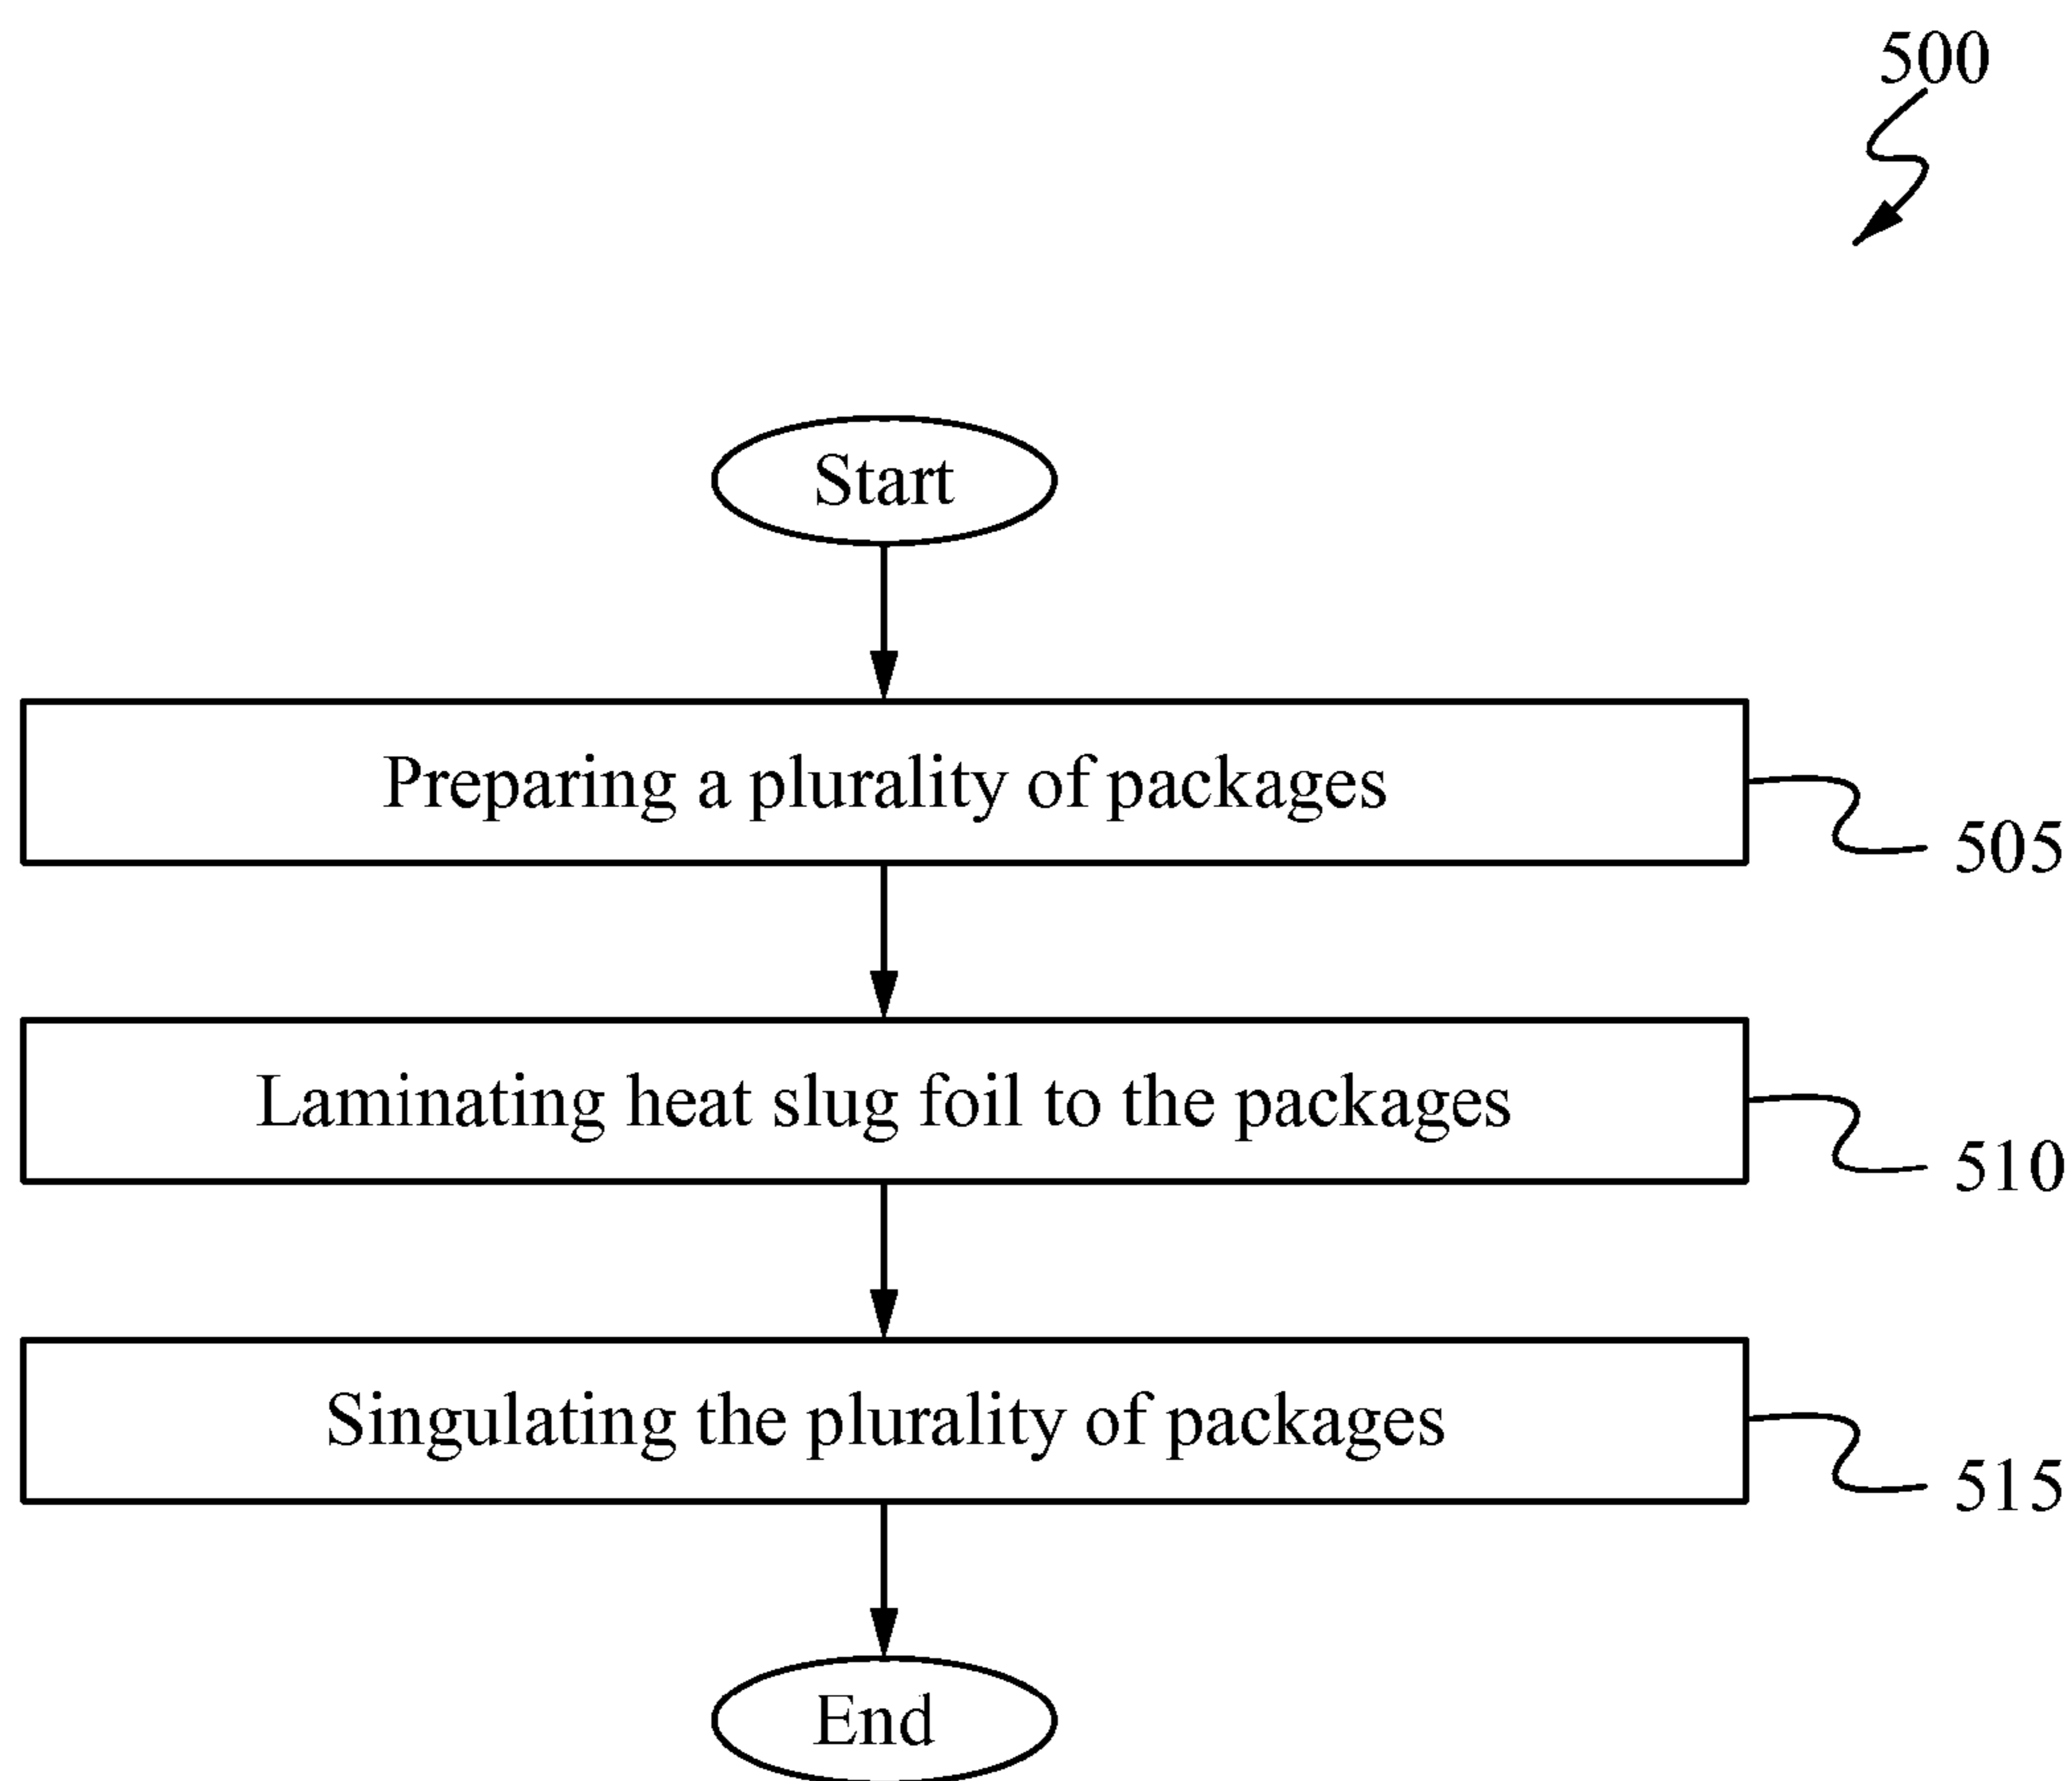 500
Start
Preparing a plurality of packages
505
Laminating heat slug foil to the packages
510
Singulating the plurality of packages
515
End